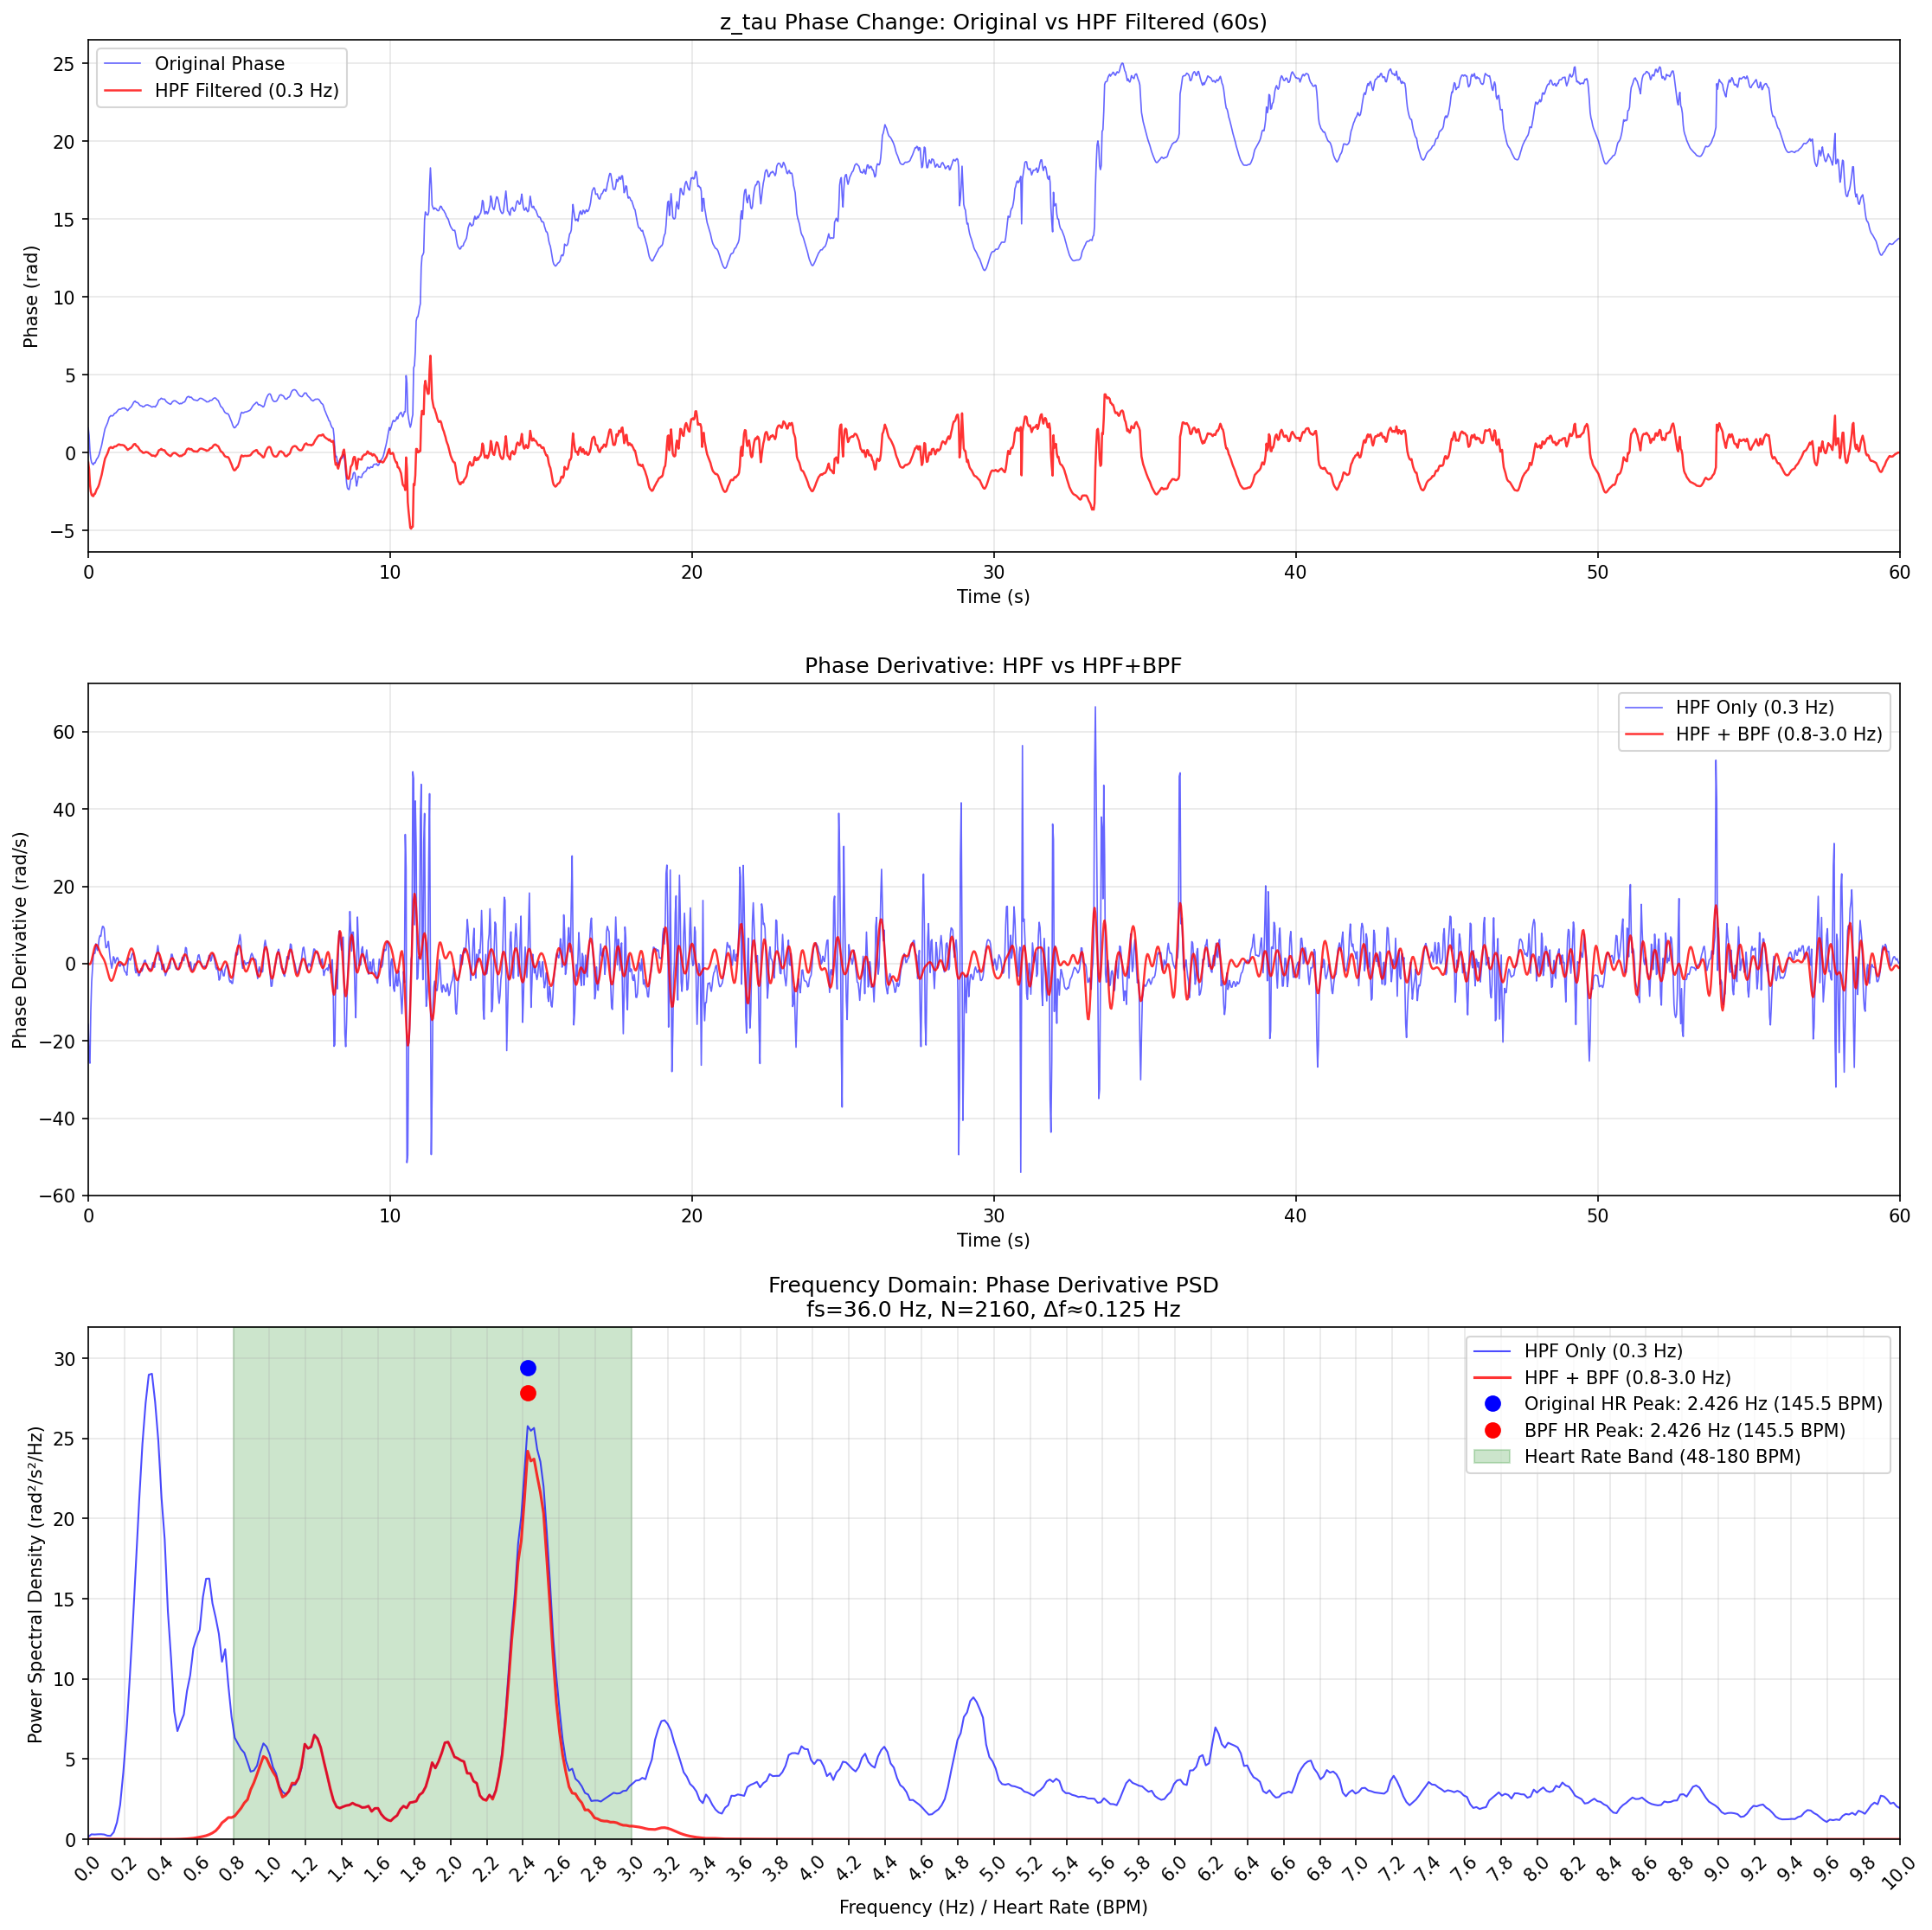 z_tau Phase Change: Original vs HPF Filtered (60s)
Original Phase
HPF Filtered (0.3 Hz)
Phase (rad)
25
20
15
10
5
0
−5
0 10 20 30 40 50 60
Time (s)
Phase Derivative: HPF vs HPF+BPF
HPF Only (0.3 Hz)
HPF + BPF (0.8-3.0 Hz)
Phase Derivative (rad/s)
60
40
20
0
−20
−40
−60
0 10 20 30 40 50 60
Time (s)
Frequency Domain: Phase Derivative PSD
fs=36.0 Hz, N=2160, Δf≈0.125 Hz
HPF Only (0.3 Hz)
HPF + BPF (0.8-3.0 Hz)
Original HR Peak: 2.426 Hz (145.5 BPM)
BPF HR Peak: 2.426 Hz (145.5 BPM)
Heart Rate Band (48-180 BPM)
Power Spectral Density (rad²/s²/Hz)
30
25
20
15
10
5
0
0.0 0.2 0.4 0.6 0.8 1.0 1.2 1.4 1.6 1.8 2.0 2.2 2.4 2.6 2.8 3.0 3.2 3.4 3.6 3.8 4.0 4.2 4.4 4.6 4.8 5.0 5.2 5.4 5.6 5.8 6.0 6.2 6.4 6.6 6.8 7.0 7.2 7.4 7.6 7.8 8.0 8.2 8.4 8.6 8.8 9.0 9.2 9.4 9.6 9.8 10.0
Frequency (Hz) / Heart Rate (BPM)